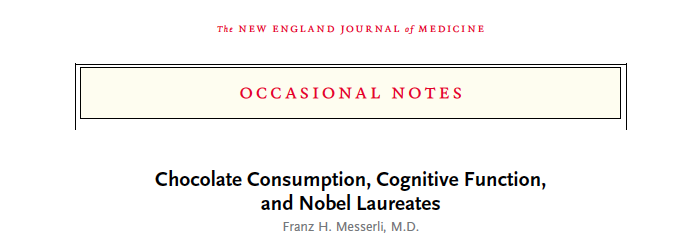 The NEW ENGLAND JOURNAL of MEDICINE
OCCASIONAL NOTES
Chocolate Consumption, Cognitive Function,
and Nobel Laureates
Franz H. Messerli, M.D.